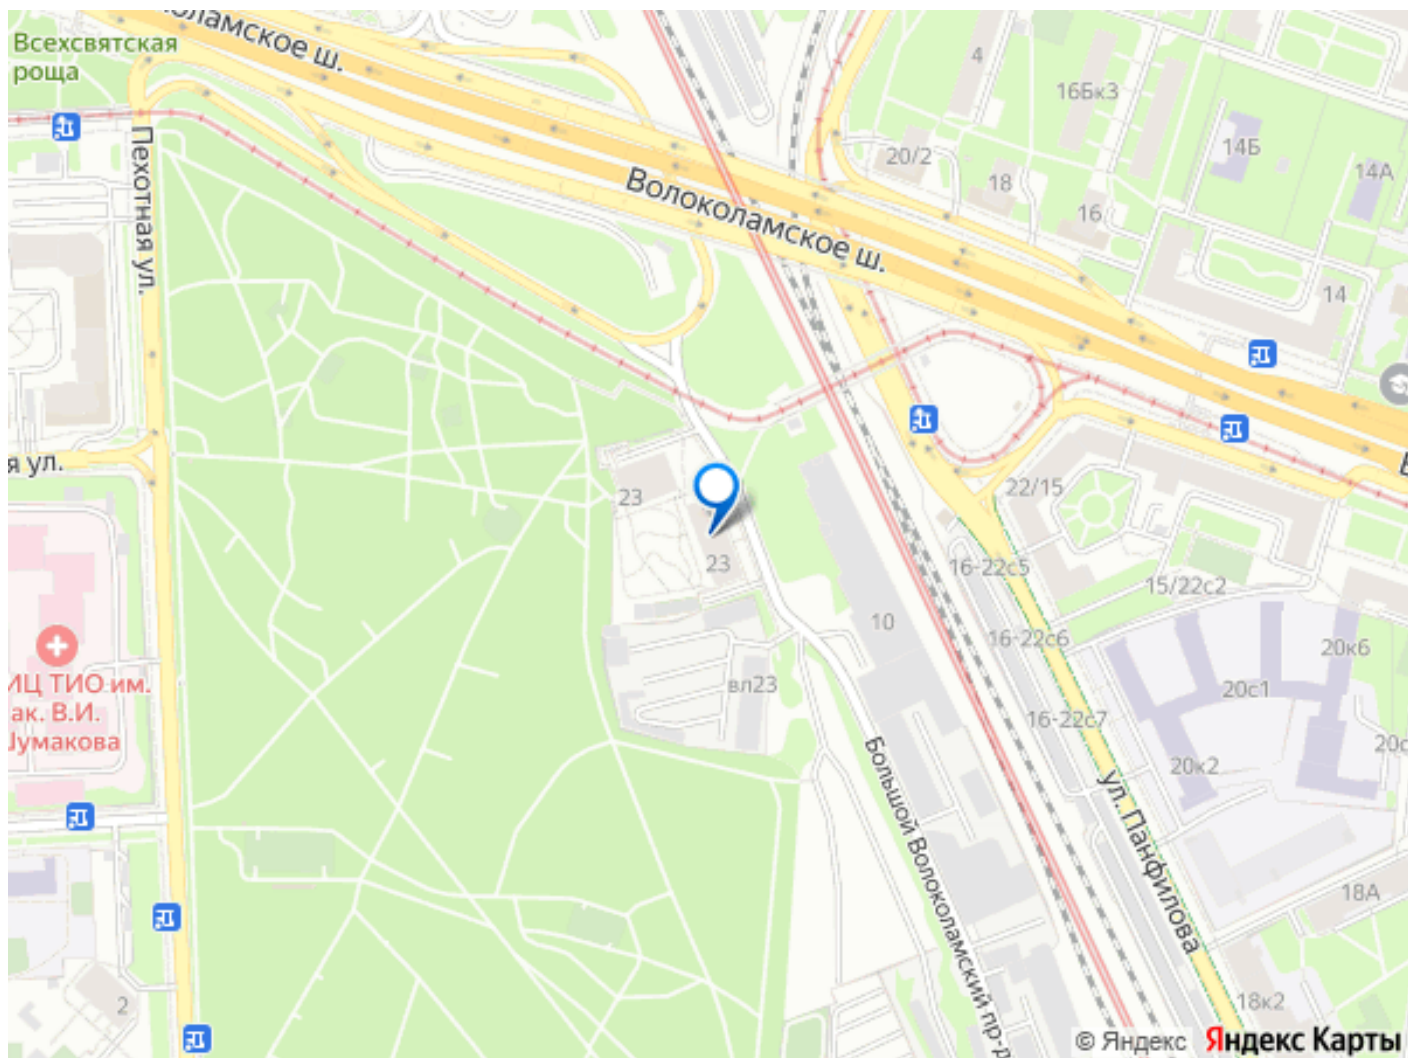 Всехсвятская
роща
ламское ш.
Пехотная ул.
Волоколамское ш.
4
16Бк3
14Б
14А
20/2
18
16
14
я ул.
23
22/15
23
16-22с5
15/22с2
10
16-22с6
20к6
вл23
20с1
ИЦ ТИО им.
ак. В.И.
Шумакова
16-22с7
20с
20к2
Большой Волоколамский пр-д
ул. Панфилова
18А
2
18к2
© Яндекс
Яндекс Карты